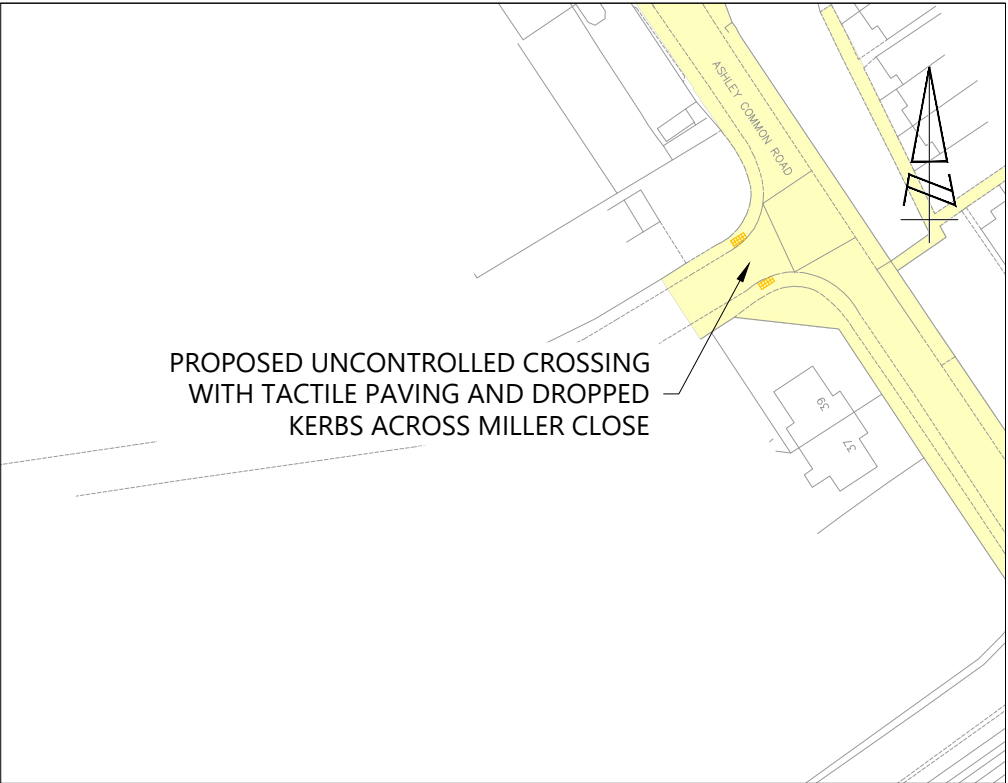 ASHLEY COMMON ROAD
N
PROPOSED UNCONTROLLED CROSSING
WITH TACTILE PAVING AND DROPPED
KERBS ACROSS MILLER CLOSE
39
37